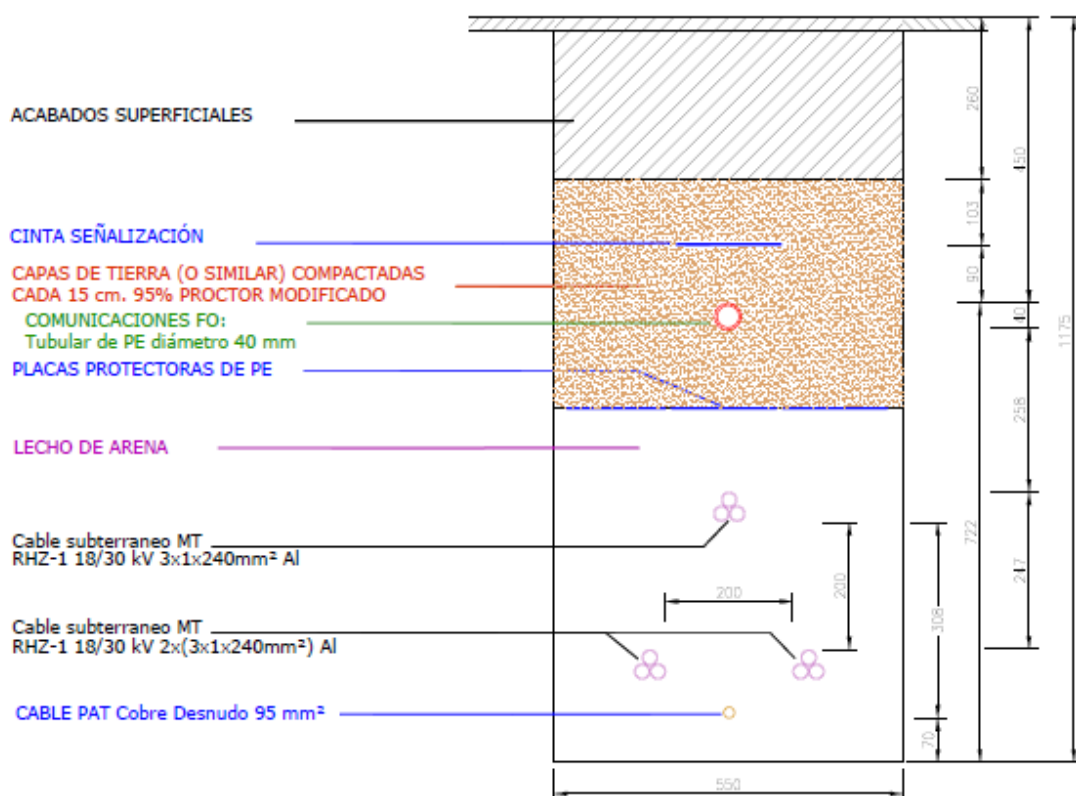 ACABADOS SUPERFICIALES
CINTA SEÑALIZACIÓN
CAPAS DE TIERRA (O SIMILAR) COMPACTADAS
CADA 15 cm. 95% PROCTOR MODIFICADO
COMUNICACIONES FO:
Tubular de PE diámetro 40 mm
PLACAS PROTECTORAS DE PE
LECHO DE ARENA
Cable subterraneo MT
RHZ-1 18/30 kV 3x1x240mm² Al
Cable subterraneo MT
RHZ-1 18/30 kV 2x(3x1x240mm²) Al
CABLE PAT Cobre Desnudo 95 mm²
260
450
103
90
40
1175
258
722
247
200
200
308
70
550